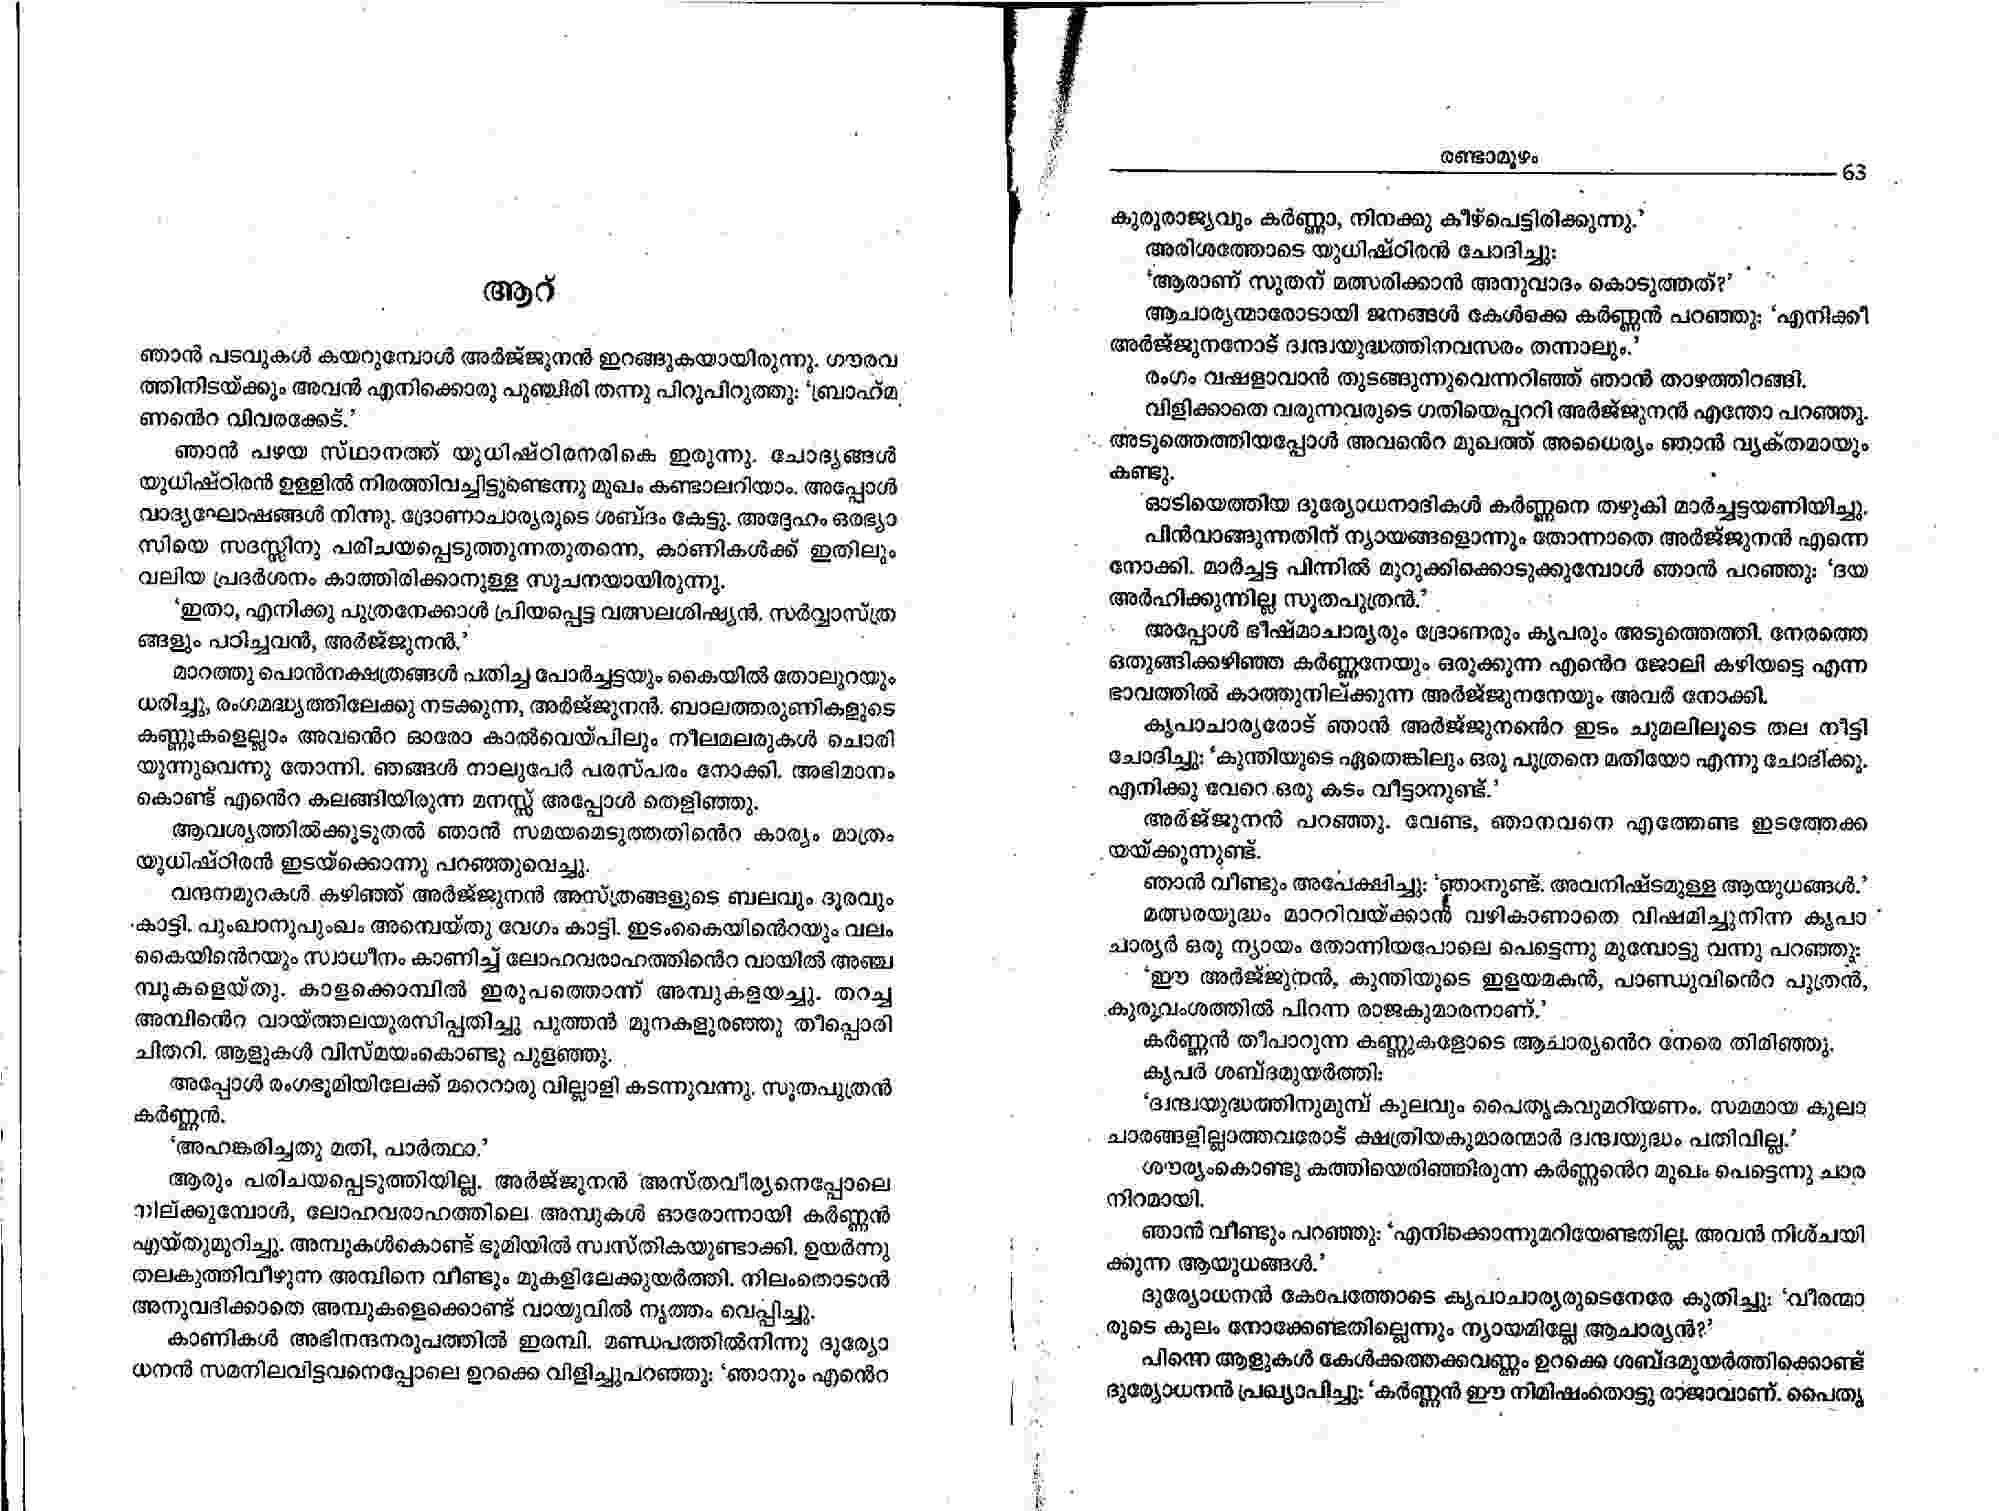 ആറ്
ഞാൻ പടവുകൾ കയറുമ്പോൾ അർജ്ജുനൻ ഇറങ്ങുകയായിരുന്നു. ഗൗരവ
ത്തിനിടയ്ക്കും അവൻ എനിക്കൊരു പുഞ്ചിരി തന്നു പിറുപിറുത്തു: ‘ബ്രാഹ്മ
ണന്റെ വിവരക്കേട്.’
ഞാൻ പഴയ സ്ഥാനത്ത് യുധിഷ്ഠിരനരികെ ഇരുന്നു. ചോദ്യങ്ങൾ
യുധിഷ്ഠിരൻ ഉള്ളിൽ നിരത്തിവച്ചിട്ടുണ്ടെന്നു മുഖം കണ്ടാലറിയാം. അപ്പോൾ
വാദ്യഘോഷങ്ങൾ നിന്നു. ദ്രോണാചാര്യരുടെ ശബ്ദം കേട്ടു. അദ്ദേഹം ഒരഭ്യാ
സിയെ സദസ്സിനു പരിചയപ്പെടുത്തുന്നതുതന്നെ, കാണികൾക്ക് ഇതിലും
വലിയ പ്രദർശനം കാത്തിരിക്കാനുള്ള സൂചനയായിരുന്നു.
‘ഇതാ, എനിക്കു പുത്രനേക്കാൾ പ്രിയപ്പെട്ട വത്സലശിഷ്യൻ. സർവ്വാസ്ത്ര
ങ്ങളും പഠിച്ചവൻ, അർജ്ജുനൻ.’
മാറത്തു പൊൻനക്ഷത്രങ്ങൾ പതിച്ച പോർച്ചട്ടയും കൈയിൽ തോലുറയും
ധരിച്ചു, രംഗമദ്ധ്യത്തിലേക്കു നടക്കുന്ന, അർജ്ജുനൻ. ബാലത്തരുണികളുടെ
കണ്ണുകളെല്ലാം അവന്റെ ഓരോ കാൽവെയ്പിലും നീലമലരുകൾ ചൊരി
യുന്നുവെന്നു തോന്നി. ഞങ്ങൾ നാലുപേർ പരസ്പരം നോക്കി. അഭിമാനം
കൊണ്ട് എന്റെ കലങ്ങിയിരുന്ന മനസ്സ് അപ്പോൾ തെളിഞ്ഞു.
ആവശ്യത്തിൽക്കൂടുതൽ ഞാൻ സമയമെടുത്തതിന്റെ കാര്യം മാത്രം
യുധിഷ്ഠിരൻ ഇടയ്ക്കൊന്നു പറഞ്ഞുവെച്ചു.
വന്ദനമുറകൾ കഴിഞ്ഞ് അർജ്ജുനൻ അസ്ത്രങ്ങളുടെ ബലവും ദൂരവും
കാട്ടി. പുംഖാനുപുംഖം അമ്പെയ്തു വേഗം കാട്ടി. ഇടംകൈയിന്റെയും വലം
കൈയിന്റെയും സ്വാധീനം കാണിച്ച് ലോഹവരാഹത്തിന്റെ വായിൽ അഞ്ച
മ്പുകളെയ്തു. കാളക്കൊമ്പിൽ ഇരുപത്തൊന്ന് അമ്പുകളയച്ചു. തറച്ച
അമ്പിന്റെ വായ്ത്തലയുരസിപ്പതിച്ചു പുത്തൻ മുനകളുരഞ്ഞു തീപ്പൊരി
ചിതറി. ആളുകൾ വിസ്മയംകൊണ്ടു പുളഞ്ഞു.
അപ്പോൾ രംഗഭൂമിയിലേക്ക് മറെറാരു വില്ലാളി കടന്നുവന്നു. സൂതപുത്രൻ
കർണ്ണൻ.
‘അഹങ്കരിച്ചതു മതി, പാർത്ഥാ.’
ആരും പരിചയപ്പെടുത്തിയില്ല. അർജ്ജുനൻ അസ്തവീര്യനെപ്പോലെ
നില്ക്കുമ്പോൾ, ലോഹവരാഹത്തിലെ അമ്പുകൾ ഓരോന്നായി കർണ്ണൻ
എയ്തുമുറിച്ചു. അമ്പുകൾകൊണ്ട് ഭൂമിയിൽ സ്വസ്തികയുണ്ടാക്കി. ഉയർന്നു
തലകുത്തിവീഴുന്ന അമ്പിനെ വീണ്ടും മുകളിലേക്കുയർത്തി. നിലംതൊടാൻ
അനുവദിക്കാതെ അമ്പുകളെക്കൊണ്ട് വായുവിൽ നൃത്തം വെപ്പിച്ചു.
കാണികൾ അഭിനന്ദനരൂപത്തിൽ ഇരമ്പി. മണ്ഡപത്തിൽനിന്നു ദുര്യോ
ധനൻ സമനിലവിട്ടവനെപ്പോലെ ഉറക്കെ വിളിച്ചുപറഞ്ഞു: ‘ഞാനും എന്റെ
രണ്ടാമൂഴം
63
കുരുരാജ്യവും കർണ്ണാ, നിനക്കു കീഴ്പെട്ടിരിക്കുന്നു.’
അരിശത്തോടെ യുധിഷ്ഠിരൻ ചോദിച്ചു:
‘ആരാണ് സൂതന് മത്സരിക്കാൻ അനുവാദം കൊടുത്തത്?’
ആചാര്യന്മാരോടായി ജനങ്ങൾ കേൾക്കെ കർണ്ണൻ പറഞ്ഞു: ‘എനിക്കീ
അർജ്ജുനനോട് ദ്വന്ദ്വയുദ്ധത്തിനവസരം തന്നാലും.’
രംഗം വഷളാവാൻ തുടങ്ങുന്നുവെന്നറിഞ്ഞ് ഞാൻ താഴത്തിറങ്ങി.
വിളിക്കാതെ വരുന്നവരുടെ ഗതിയെപ്പററി അർജ്ജുനൻ എന്തോ പറഞ്ഞു.
അടുത്തെത്തിയപ്പോൾ അവന്റെ മുഖത്ത് അധൈര്യം ഞാൻ വ്യക്തമായും
കണ്ടു.
ഓടിയെത്തിയ ദുര്യോധനാദികൾ കർണ്ണനെ തഴുകി മാർച്ചട്ടയണിയിച്ചു.
പിൻവാങ്ങുന്നതിന് ന്യായങ്ങളൊന്നും തോന്നാതെ അർജ്ജുനൻ എന്നെ
നോക്കി. മാർച്ചട്ട പിന്നിൽ മുറുക്കിക്കൊടുക്കുമ്പോൾ ഞാൻ പറഞ്ഞു: ‘ദയ
അർഹിക്കുന്നില്ല സൂതപുത്രൻ.’
അപ്പോൾ ഭീഷ്മാചാര്യരും ദ്രോണരും കൃപരും അടുത്തെത്തി. നേരത്തെ
ഒരുങ്ങിക്കഴിഞ്ഞ കർണ്ണനേയും ഒരുക്കുന്ന എന്റെ ജോലി കഴിയട്ടെ എന്ന
ഭാവത്തിൽ കാത്തുനില്ക്കുന്ന അർജ്ജുനനേയും അവർ നോക്കി.
കൃപാചാര്യരോട് ഞാൻ അർജ്ജുനന്റെ ഇടം ചുമലിലൂടെ തല നീട്ടി
ചോദിച്ചു: ‘കുന്തിയുടെ ഏതെങ്കിലും ഒരു പുത്രനെ മതിയോ എന്നു ചോദിക്കു.
എനിക്കു വേറെ ഒരു കടം വീട്ടാനുണ്ട്.’
അർജ്ജുനൻ പറഞ്ഞു. വേണ്ട, ഞാനവനെ എത്തേണ്ട ഇടത്തേക്ക
യയ്ക്കുന്നുണ്ട്.
ഞാൻ വീണ്ടും അപേക്ഷിച്ചു: ‘ഞാനുണ്ട്. അവനിഷ്ടമുള്ള ആയുധങ്ങൾ.’
മത്സരയുദ്ധം മാററിവയ്ക്കാൻ വഴികാണാതെ വിഷമിച്ചുനിന്ന കൃപാ
ചാര്യർ ഒരു ന്യായം തോന്നിയപോലെ പെട്ടെന്നു മുമ്പോട്ടു വന്നു പറഞ്ഞു:
‘ഈ അർജ്ജുനൻ, കുന്തിയുടെ ഇളയമകൻ, പാണ്ഡുവിന്റെ പുത്രൻ,
കുരുവംശത്തിൽ പിറന്ന രാജകുമാരനാണ്.’
കർണ്ണൻ തീപാറുന്ന കണ്ണുകളോടെ ആചാര്യന്റെ നേരെ തിരിഞ്ഞു.
കൃപർ ശബ്ദമുയർത്തി:
‘ദ്വന്ദ്വയുദ്ധത്തിനുമുമ്പ് കുലവും പൈതൃകവുമറിയണം. സമമായ കുലാ
ചാരങ്ങളില്ലാത്തവരോട് ക്ഷത്രിയകുമാരന്മാർ ദ്വന്ദ്വയുദ്ധം പതിവില്ല.’
ശൗര്യംകൊണ്ടു കത്തിയെരിഞ്ഞിരുന്ന കർണ്ണന്റെ മുഖം പെട്ടെന്നു ചാര
നിറമായി.
ഞാൻ വീണ്ടും പറഞ്ഞു: ‘എനിക്കൊന്നുമറിയേണ്ടതില്ല. അവൻ നിശ്ചയി
ക്കുന്ന ആയുധങ്ങൾ.’
ദുര്യോധനൻ കോപത്തോടെ കൃപാചാര്യരുടെനേരേ കുതിച്ചു: ‘വീരന്മാ
രുടെ കുലം നോക്കേണ്ടതില്ലെന്നും ന്യായമില്ലേ ആചാര്യൻ?’
പിന്നെ ആളുകൾ കേൾക്കത്തക്കവണ്ണം ഉറക്കെ ശബ്ദമുയർത്തിക്കൊണ്ട്
ദുര്യോധനൻ പ്രഖ്യാപിച്ചു: ‘കർണ്ണൻ ഈ നിമിഷംതൊട്ടു രാജാവാണ്. പൈതൃ